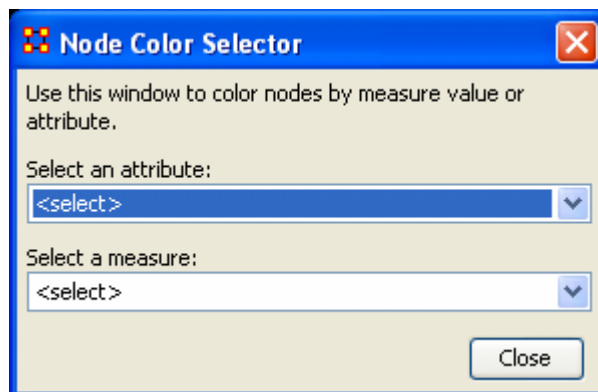 Node Color Selector
Use this window to color nodes by measure value or
attribute.
Select an attribute:
<select>
Select a measure:
<select>
Close